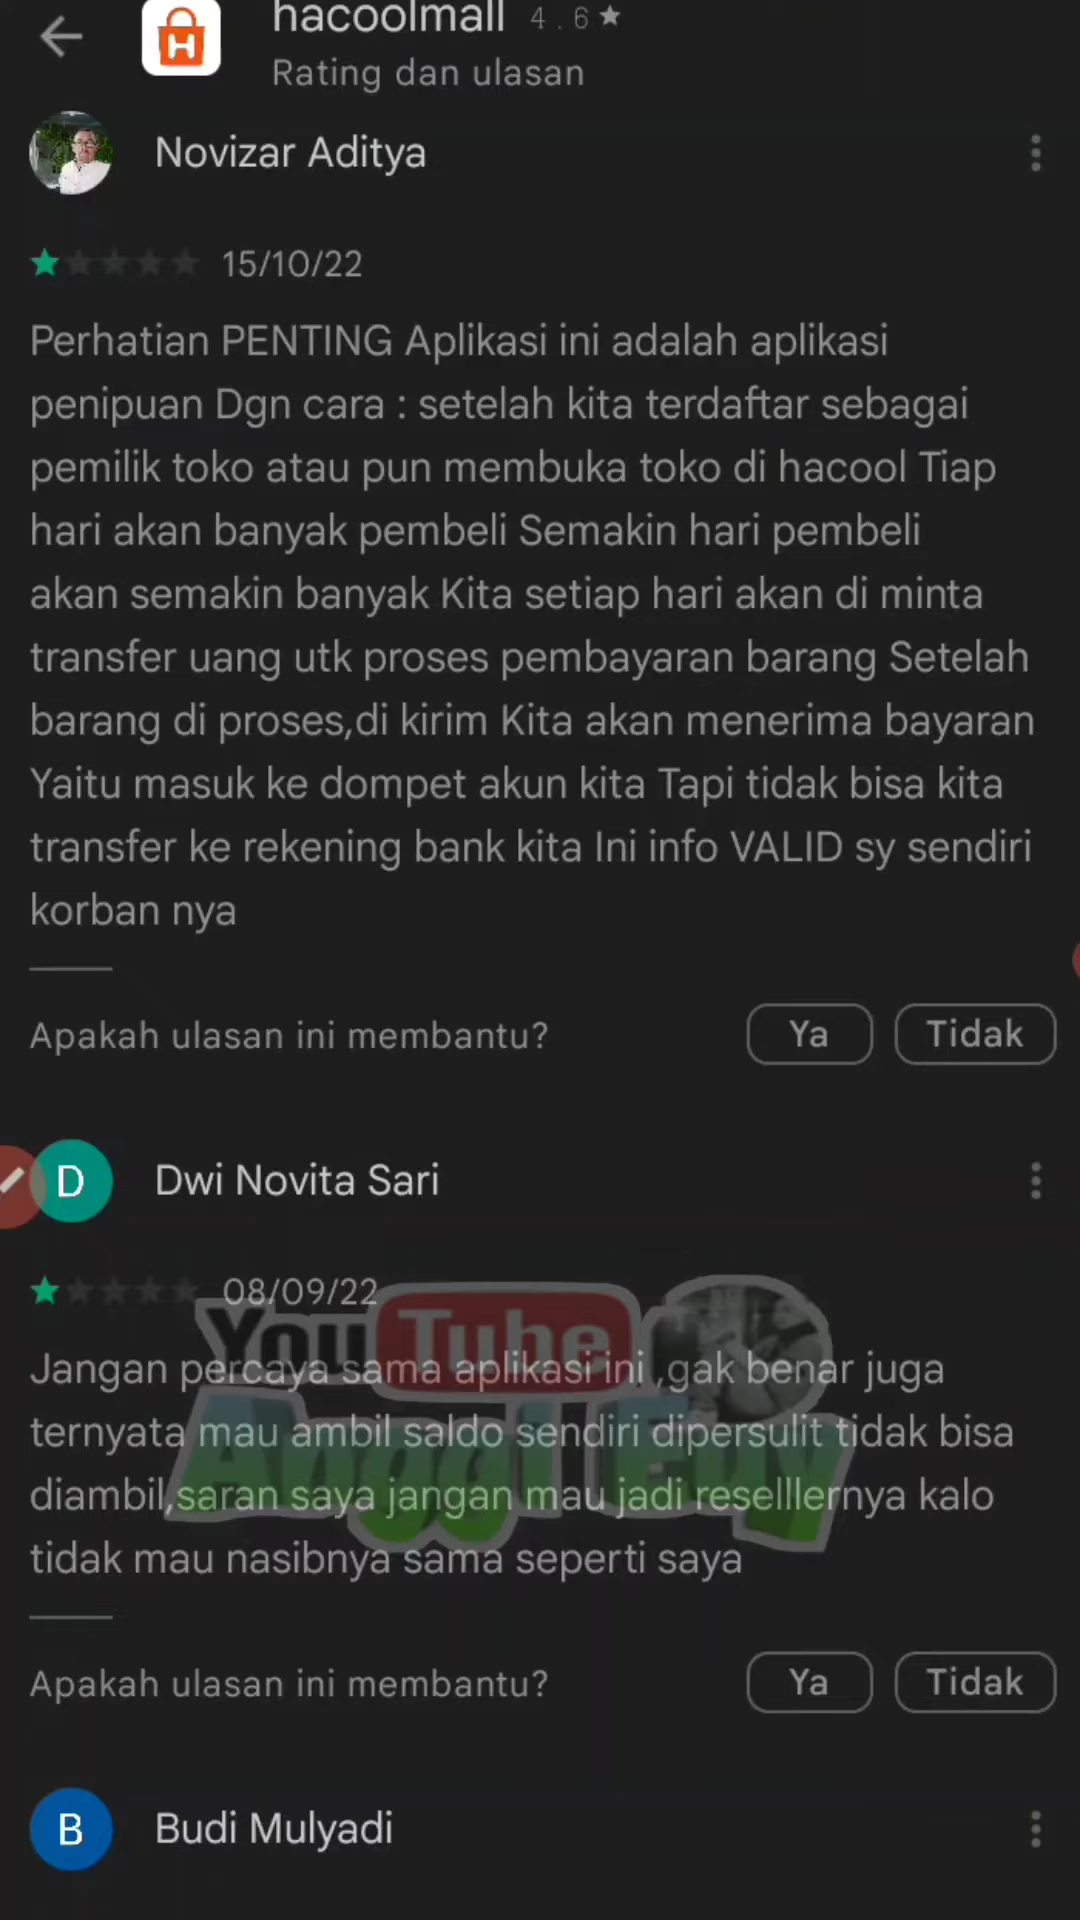 hacoolmall 4.6★
Rating dan ulasan
Novizar Aditya
15/10/22
Perhatian PENTING Aplikasi ini adalah aplikasi
penipuan Dgn cara : setelah kita terdaftar sebagai
pemilik toko atau pun membuka toko di hacool Tiap
hari akan banyak pembeli Semakin hari pembeli
akan semakin banyak Kita setiap hari akan di minta
transfer uang utk proses pembayaran barang Setelah
barang di proses,di kirim Kita akan menerima bayaran
Yaitu masuk ke dompet akun kita Tapi tidak bisa kita
transfer ke rekening bank kita Ini info VALID sy sendiri
korban nya
Apakah ulasan ini membantu? Ya Tidak
D Dwi Novita Sari
08/09/22
YouTube
Jangan percaya sama aplikasi ini ,gak benar juga
ternyata mau ambil saldo sendiri dipersulit tidak bisa
Anggi Euy
diambil,saran saya jangan mau jadi reselllernya kalo
tidak mau nasibnya sama seperti saya
Apakah ulasan ini membantu? Ya Tidak
B Budi Mulyadi